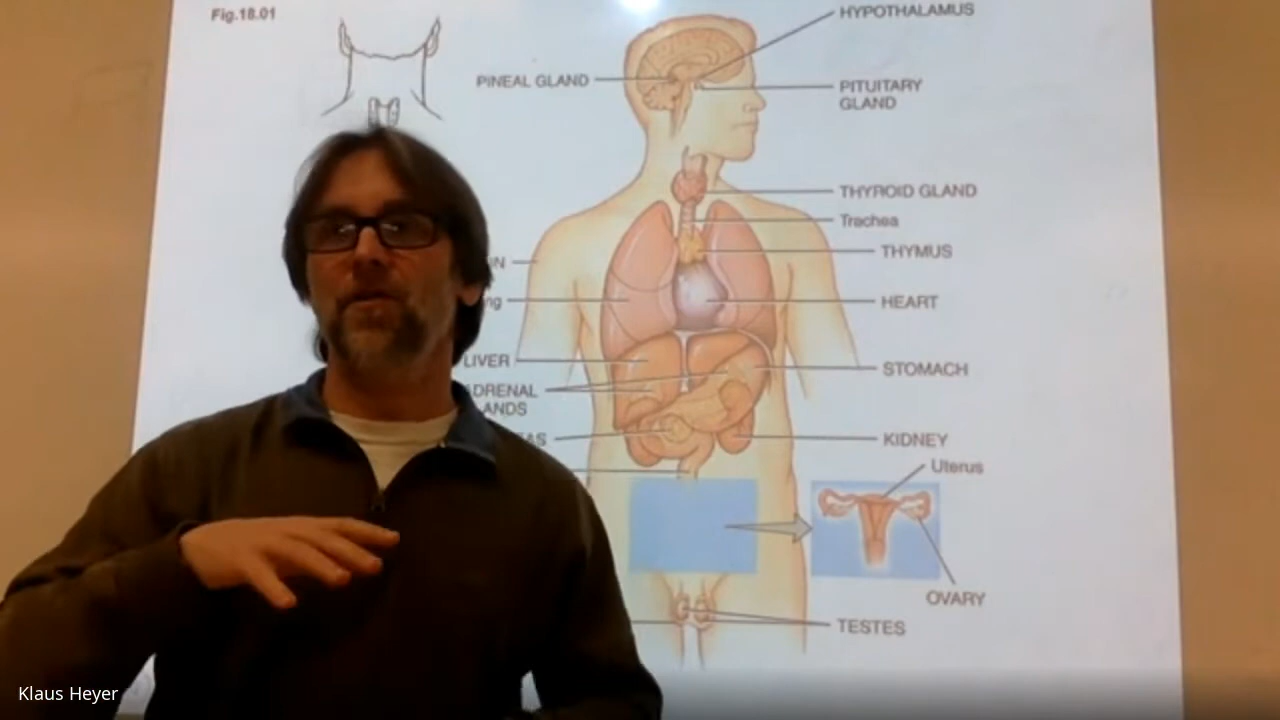 Fig.18.01
HYPOTHALAMUS
PINEAL GLAND
PITUITARY
GLAND
THYROID GLAND
Trachea
THYMUS
HEART
LIVER
STOMACH
KIDNEY
Uterus
OVARY
TESTES
Klaus Heyer